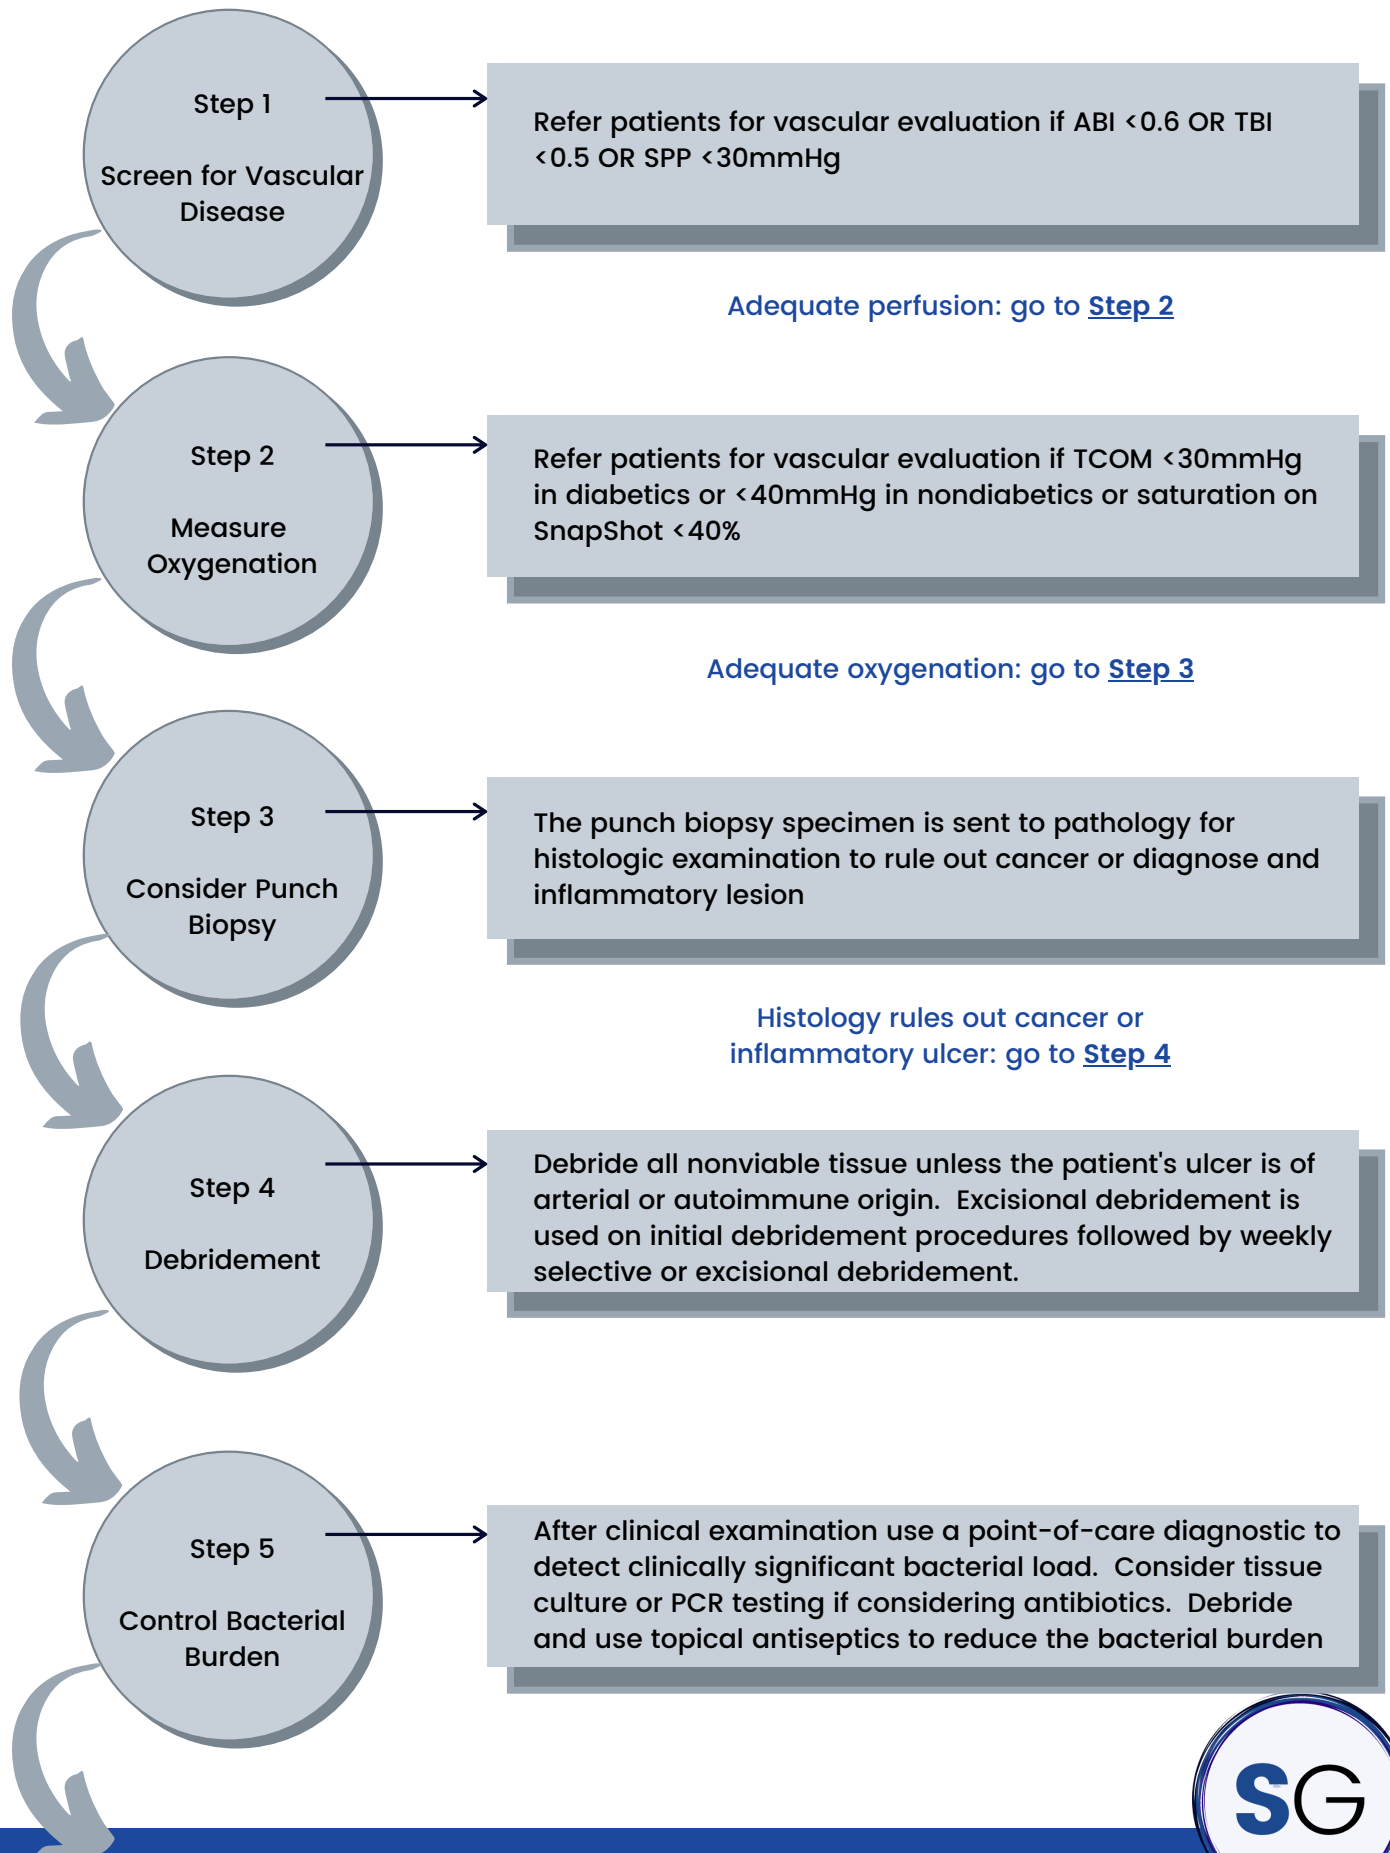 Step 1
Screen for Vascular
Disease
Refer patients for vascular evaluation if ABI <0.6 OR TBI
<0.5 OR SPP <30mmHg
Adequate perfusion: go to Step 2
Step 2
Measure
Oxygenation
Refer patients for vascular evaluation if TCOM <30mmHg
in diabetics or <40mmHg in nondiabetics or saturation on
SnapShot <40%
Adequate oxygenation: go to Step 3
Step 3
Consider Punch
Biopsy
The punch biopsy specimen is sent to pathology for
histologic examination to rule out cancer or diagnose and
inflammatory lesion
Histology rules out cancer or
inflammatory ulcer: go to Step 4
Step 4
Debridement
Debride all nonviable tissue unless the patient's ulcer is of
arterial or autoimmune origin.  Excisional debridement is
used on initial debridement procedures followed by weekly
selective or excisional debridement.
Step 5
Control Bacterial
Burden
After clinical examination use a point-of-care diagnostic to
detect clinically significant bacterial load.  Consider tissue
culture or PCR testing if considering antibiotics.  Debride
and use topical antiseptics to reduce the bacterial burden
SG